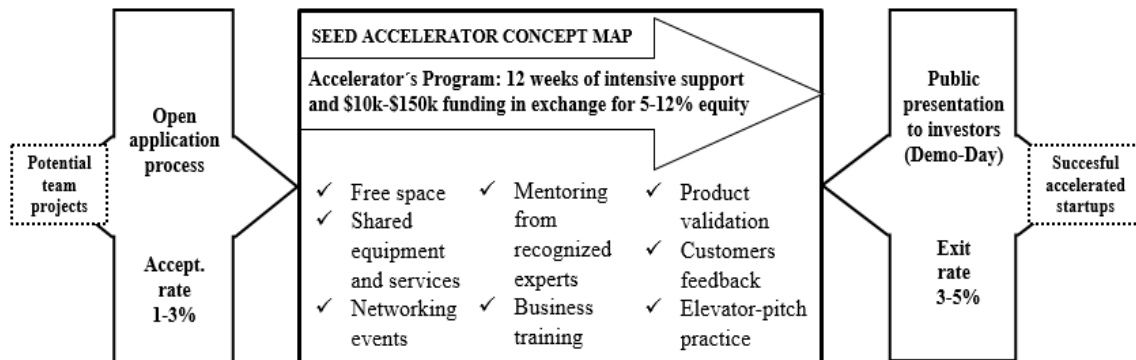 Potential
team
projects
Open
application
process
Accept.
rate
1-3%
SEED ACCELERATOR CONCEPT MAP
Accelerator´s Program: 12 weeks of intensive support
and $10k-$150k funding in exchange for 5-12% equity
✓ Free space
✓ Shared
equipment
and services
✓ Networking
events
✓ Mentoring
from
recognized
experts
✓ Business
training
✓ Product
validation
✓ Customers
feedback
✓ Elevator-pitch
practice
Public
presentation
to investors
(Demo-Day)
Exit
rate
3-5%
Succesful
accelerated
startups